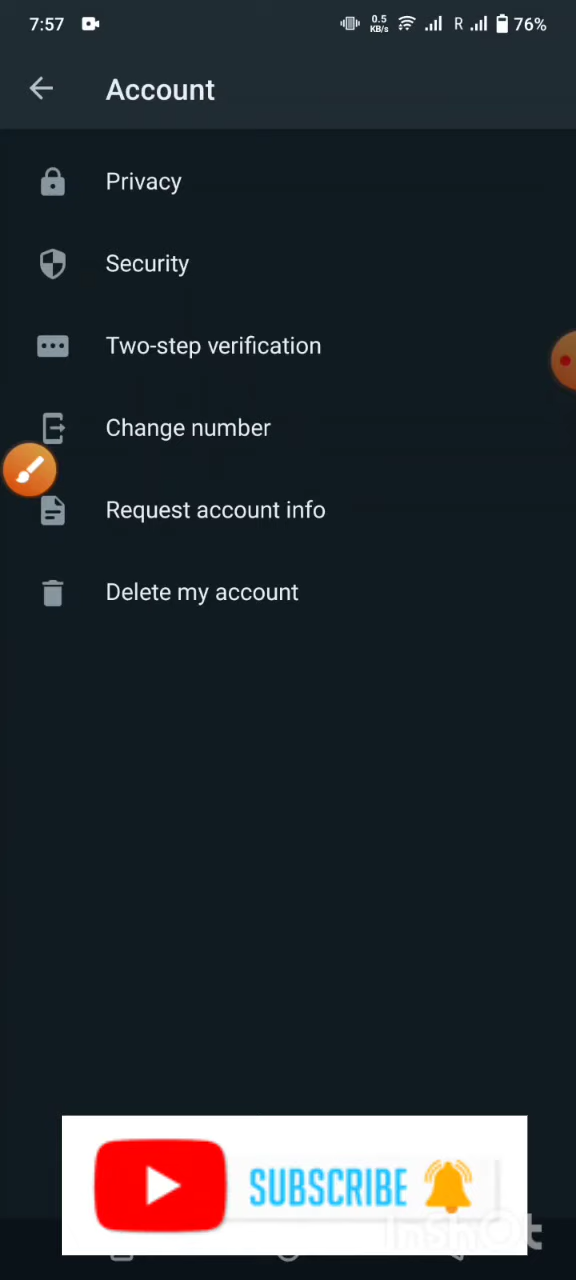 7:57
0.5
KB/s
R
76%
Account
Privacy
Security
Two-step verification
Change number
Request account info
Delete my account
SUBSCRIBE
InShOt